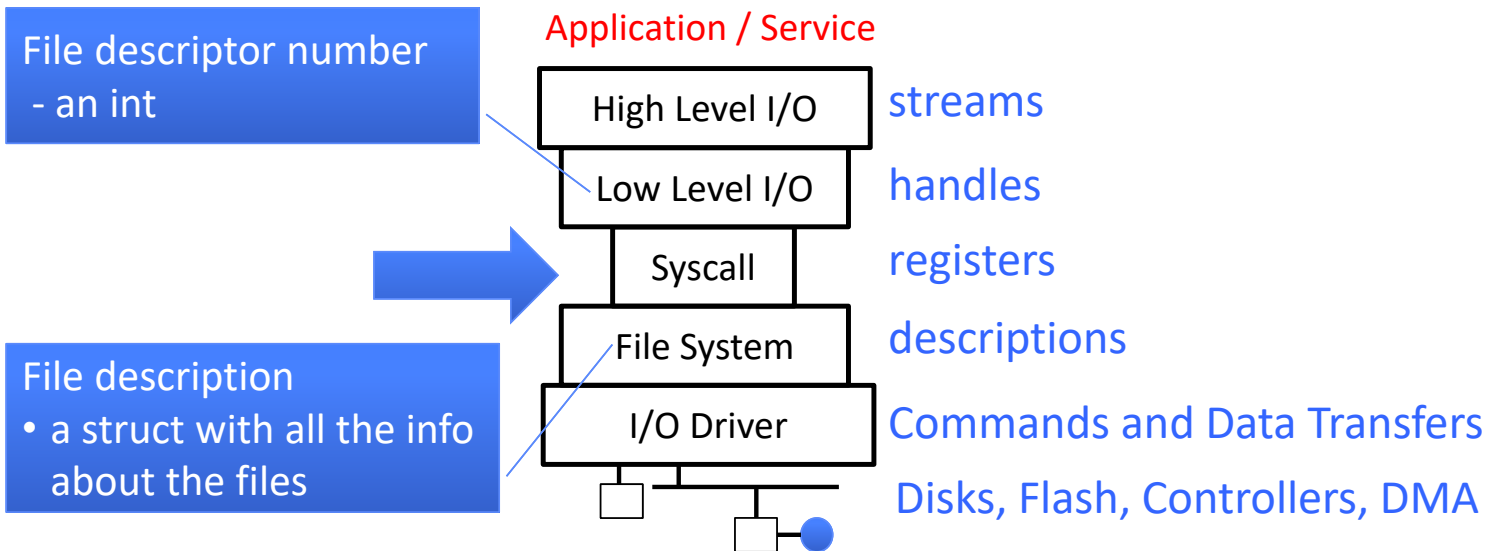 Application / Service
File descriptor number
- an int
High Level I/O
streams
Low Level I/O
handles
Syscall
registers
File System
descriptions
File description
• a struct with all the info
about the files
I/O Driver
Commands and Data Transfers
Disks, Flash, Controllers, DMA